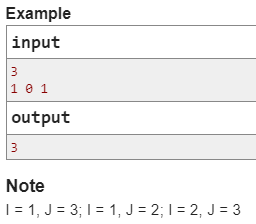 Example
input
3
1 0 1
output
3
Note
I = 1, J = 3; I = 1, J = 2; I = 2, J = 3